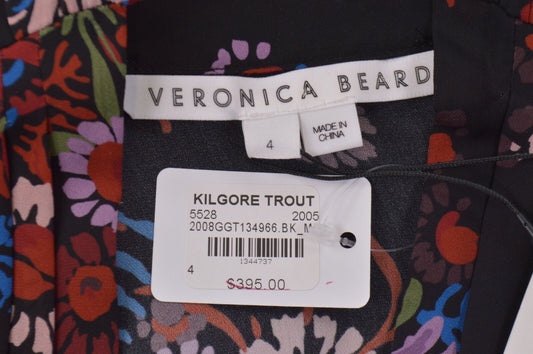 VERONICA BEARD
4
MADE IN
CHINA
KILGORE TROUT
5528 2005
2008GGT134966.BK_M
1344737
4
$395.00